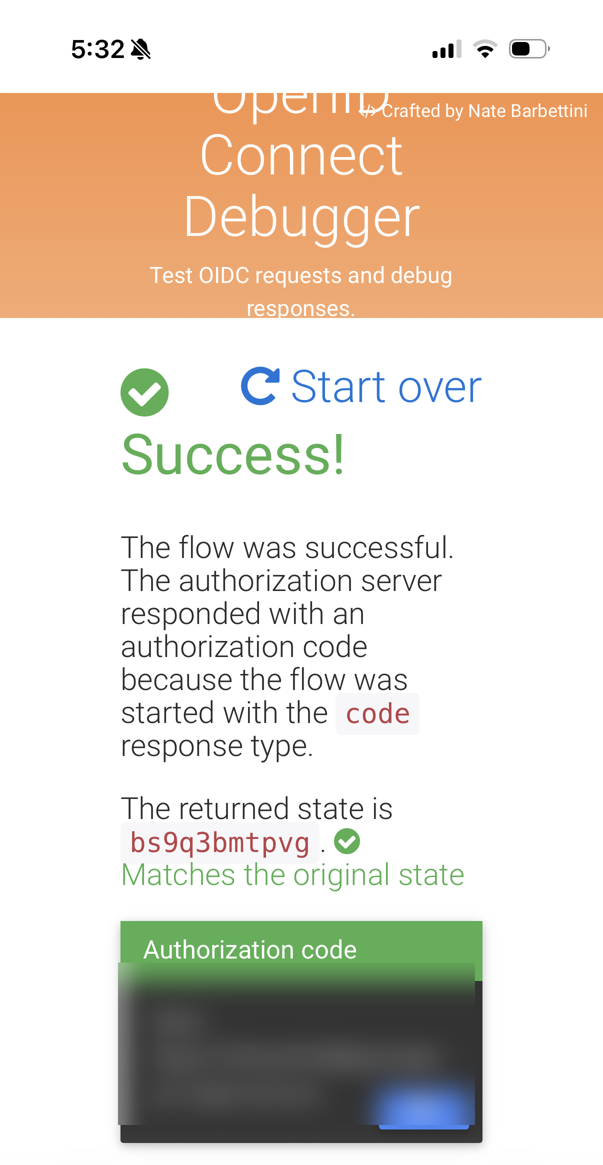 5:32
OpenID
</> Crafted by Nate Barbettini
Connect
Debugger
Test OIDC requests and debug
responses.
Start over
Success!
The flow was successful.
The authorization server
responded with an
authorization code
because the flow was
started with the code
response type.
The returned state is
bs9q3bmtpvg .
Matches the original state
Authorization code